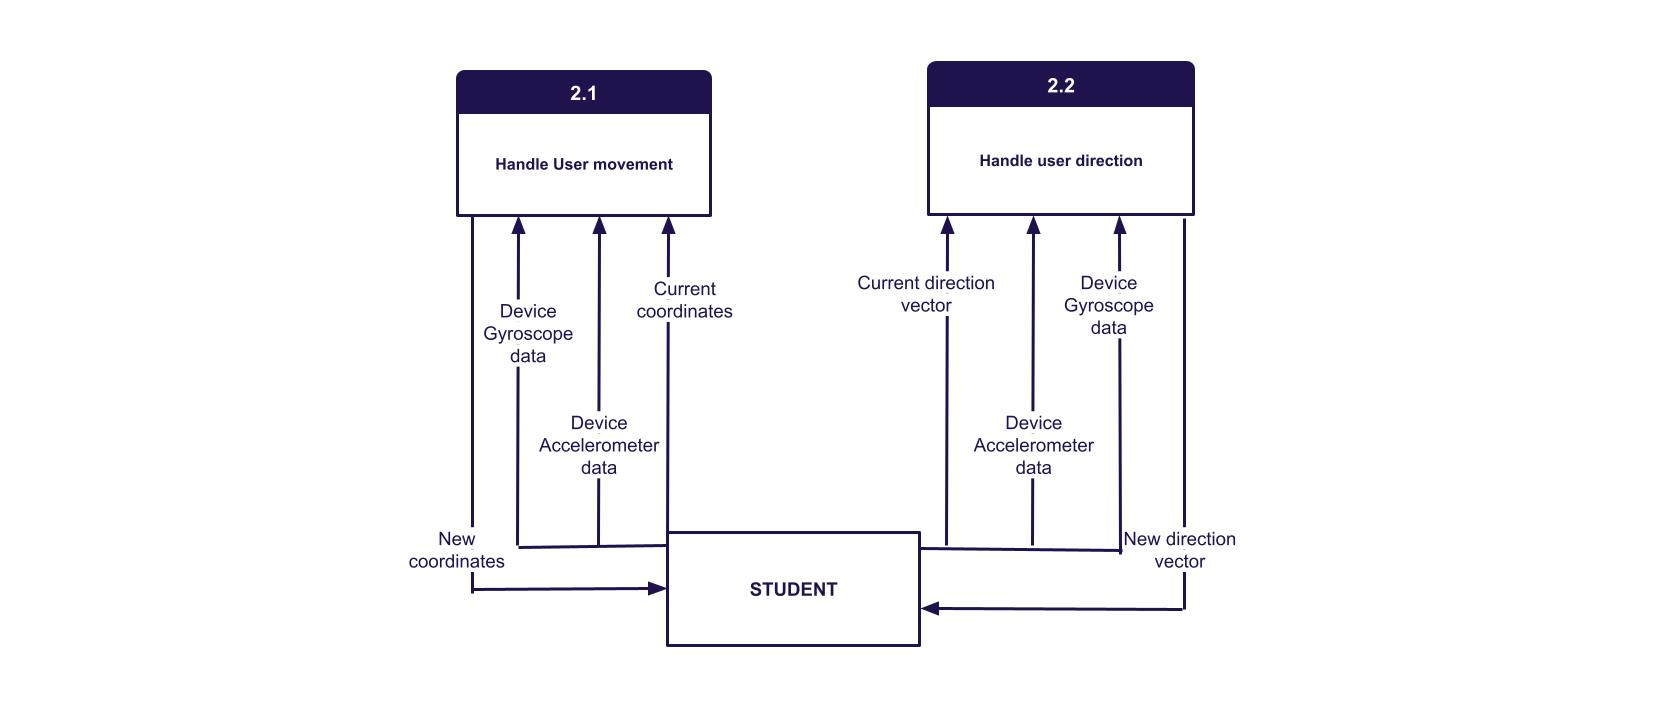 2.1
Handle User movement
2.2
Handle user direction
Device
Gyroscope
data
Current
coordinates
Current direction
vector
Device
Gyroscope
data
Device
Accelerometer
data
Device
Accelerometer
data
New
coordinates
New direction
vector
STUDENT